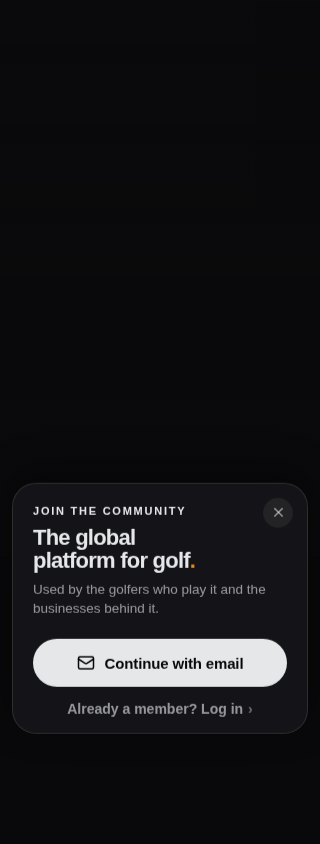 JOIN THE COMMUNITY
The global
platform for golf.
Used by the golfers who play it and the
businesses behind it.
Continue with email
Already a member? Log in ›